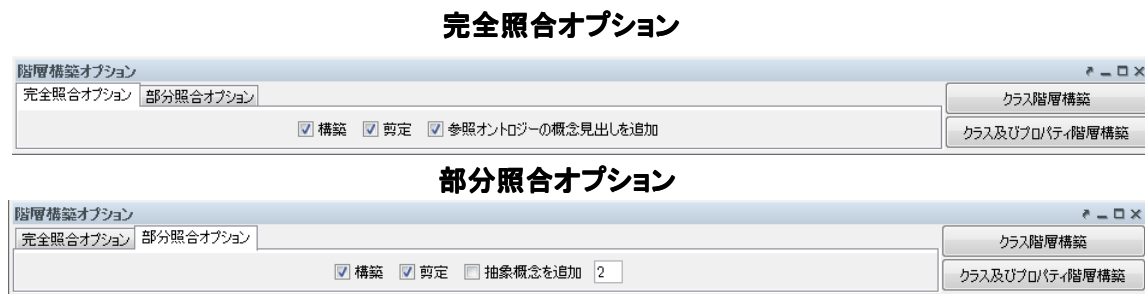 完全照合オプション
階層構築オプション
完全照合オプション 部分照合オプション
クラス階層構築
構築 剪定 参照オントロジーの概念見出しを追加
クラス及びプロパティ階層構築
部分照合オプション
階層構築オプション
完全照合オプション 部分照合オプション
クラス階層構築
構築 剪定 抽象概念を追加 2
クラス及びプロパティ階層構築